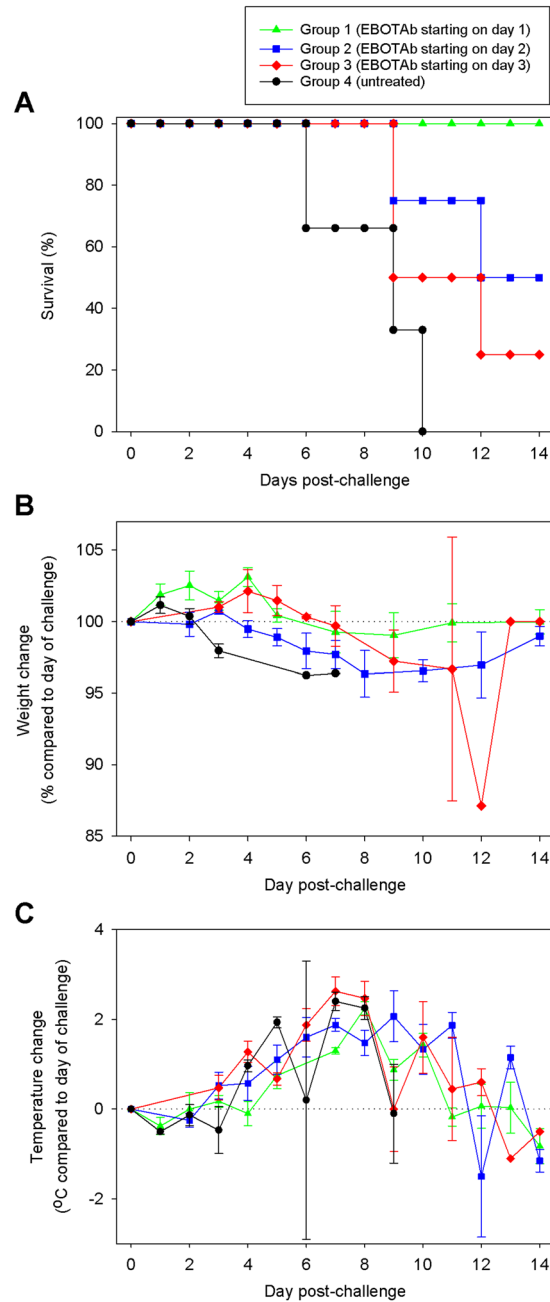 Group 1 (EBOTAb starting on day 1)
Group 2 (EBOTAb starting on day 2)
Group 3 (EBOTAb starting on day 3)
Group 4 (untreated)
A
100
80
60
40
20
0
Survival (%)
0 2 4 6 8 10 12 14
Days post-challenge
B
105
100
95
90
85
Weight change
(% compared to day of challenge)
0 2 4 6 8 10 12 14
Day post-challenge
C
4
2
0
-2
Temperature change
(ºC compared to day of challenge)
0 2 4 6 8 10 12 14
Day post-challenge